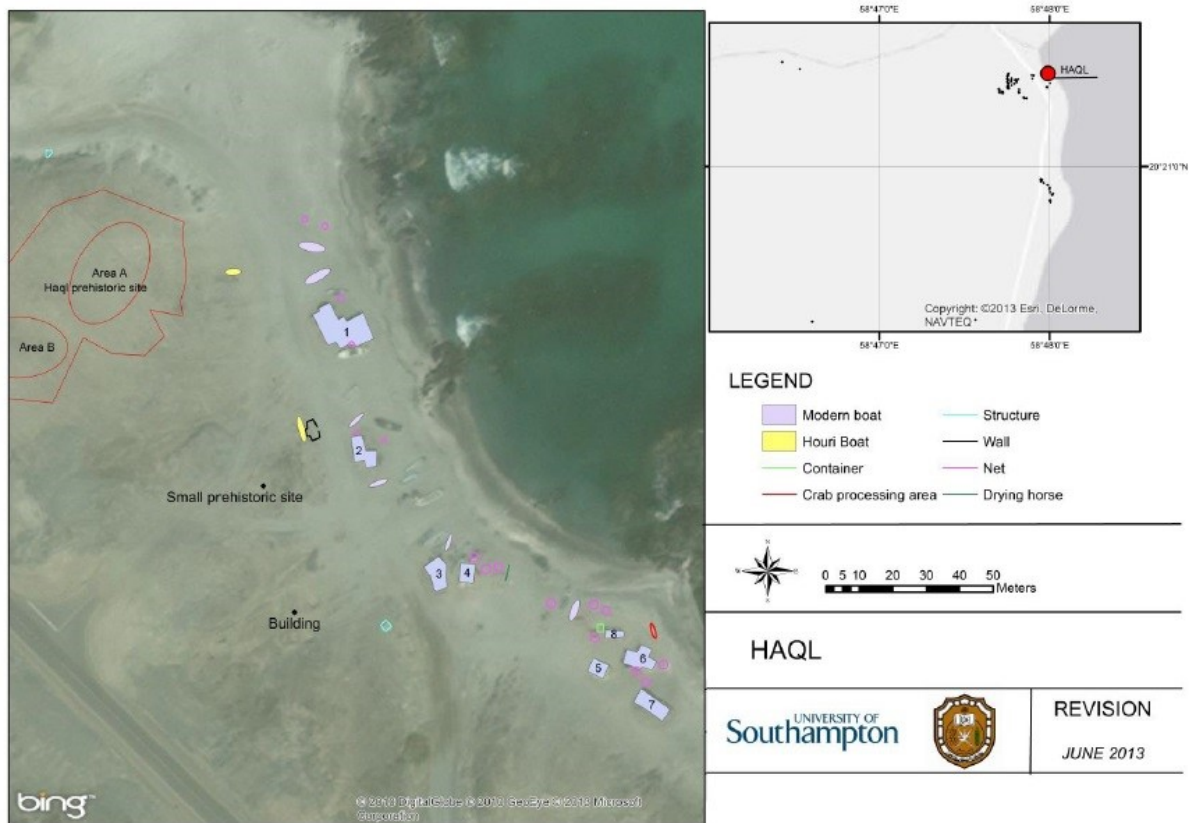 Area A
Haql prehistoric site
Area B
1
2
Small prehistoric site
3
4
Building
8
5
6
7
bing™
© 2013 DigitalGlobe © 2013 GeoEye © 2013 Microsoft
Corporation
58°47'0"E
58°48'0"E
HAQL
20°21'0"N
Copyright: ©2013 Esri, DeLorme,
NAVTEQ
58°47'0"E
58°48'0"E
LEGEND
Modern boat
Structure
Houri Boat
Wall
Container
Net
Crab processing area
Drying horse
N
W
E
S
0 5 10 20 30 40 50
Meters
HAQL
UNIVERSITY OF
Southampton
REVISION
JUNE 2013